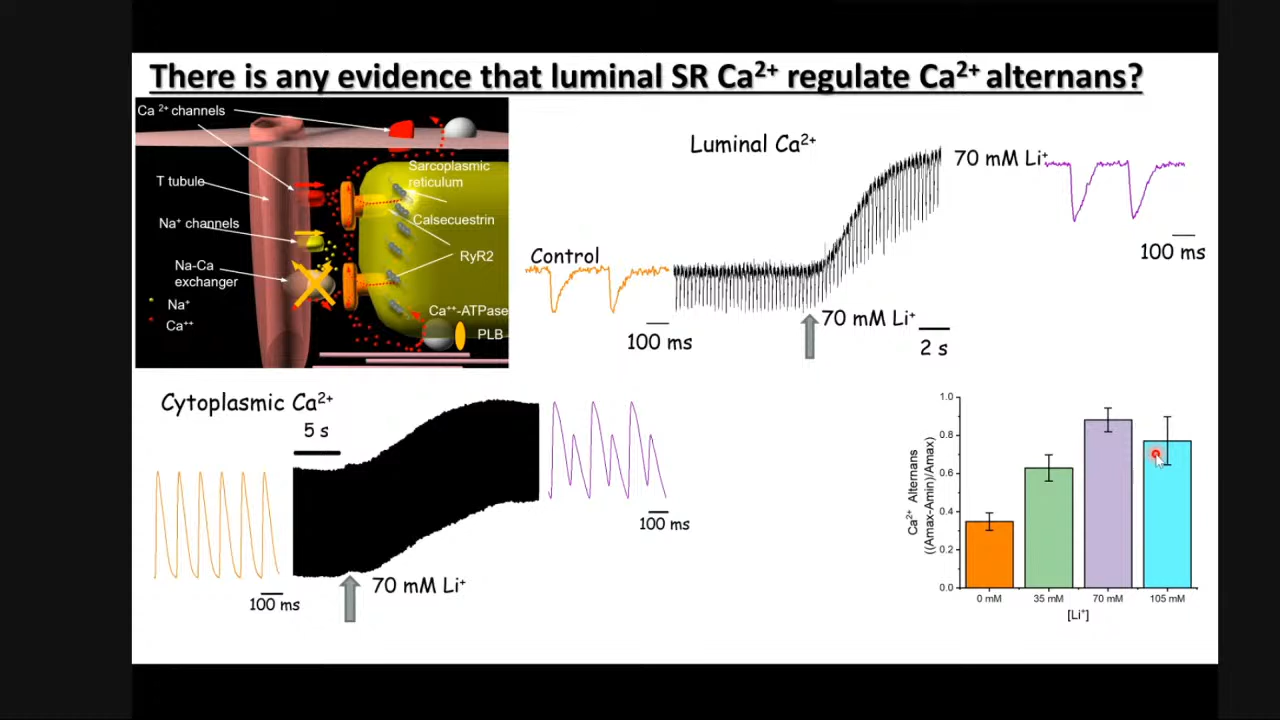 There is any evidence that luminal SR Ca²⁺ regulate Ca²⁺ alternans?
Ca ²⁺ channels
T tubule
Na⁺ channels
Na-Ca
exchanger
Na⁺
Ca⁺⁺
Sarcoplasmic
reticulum
Calsecuestrin
RyR2
Ca⁺⁺-ATPase
PLB
Luminal Ca²⁺
Control
100 ms
70 mM Li⁺
2 s
70 mM Li⁺
100 ms
Cytoplasmic Ca²⁺
5 s
100 ms
70 mM Li⁺
100 ms
Ca²⁺ Alternans
((Amax-Amin)/Amax)
1.0
0.8
0.6
0.4
0.2
0.0
0 mM
35 mM
70 mM
105 mM
[Li⁺]